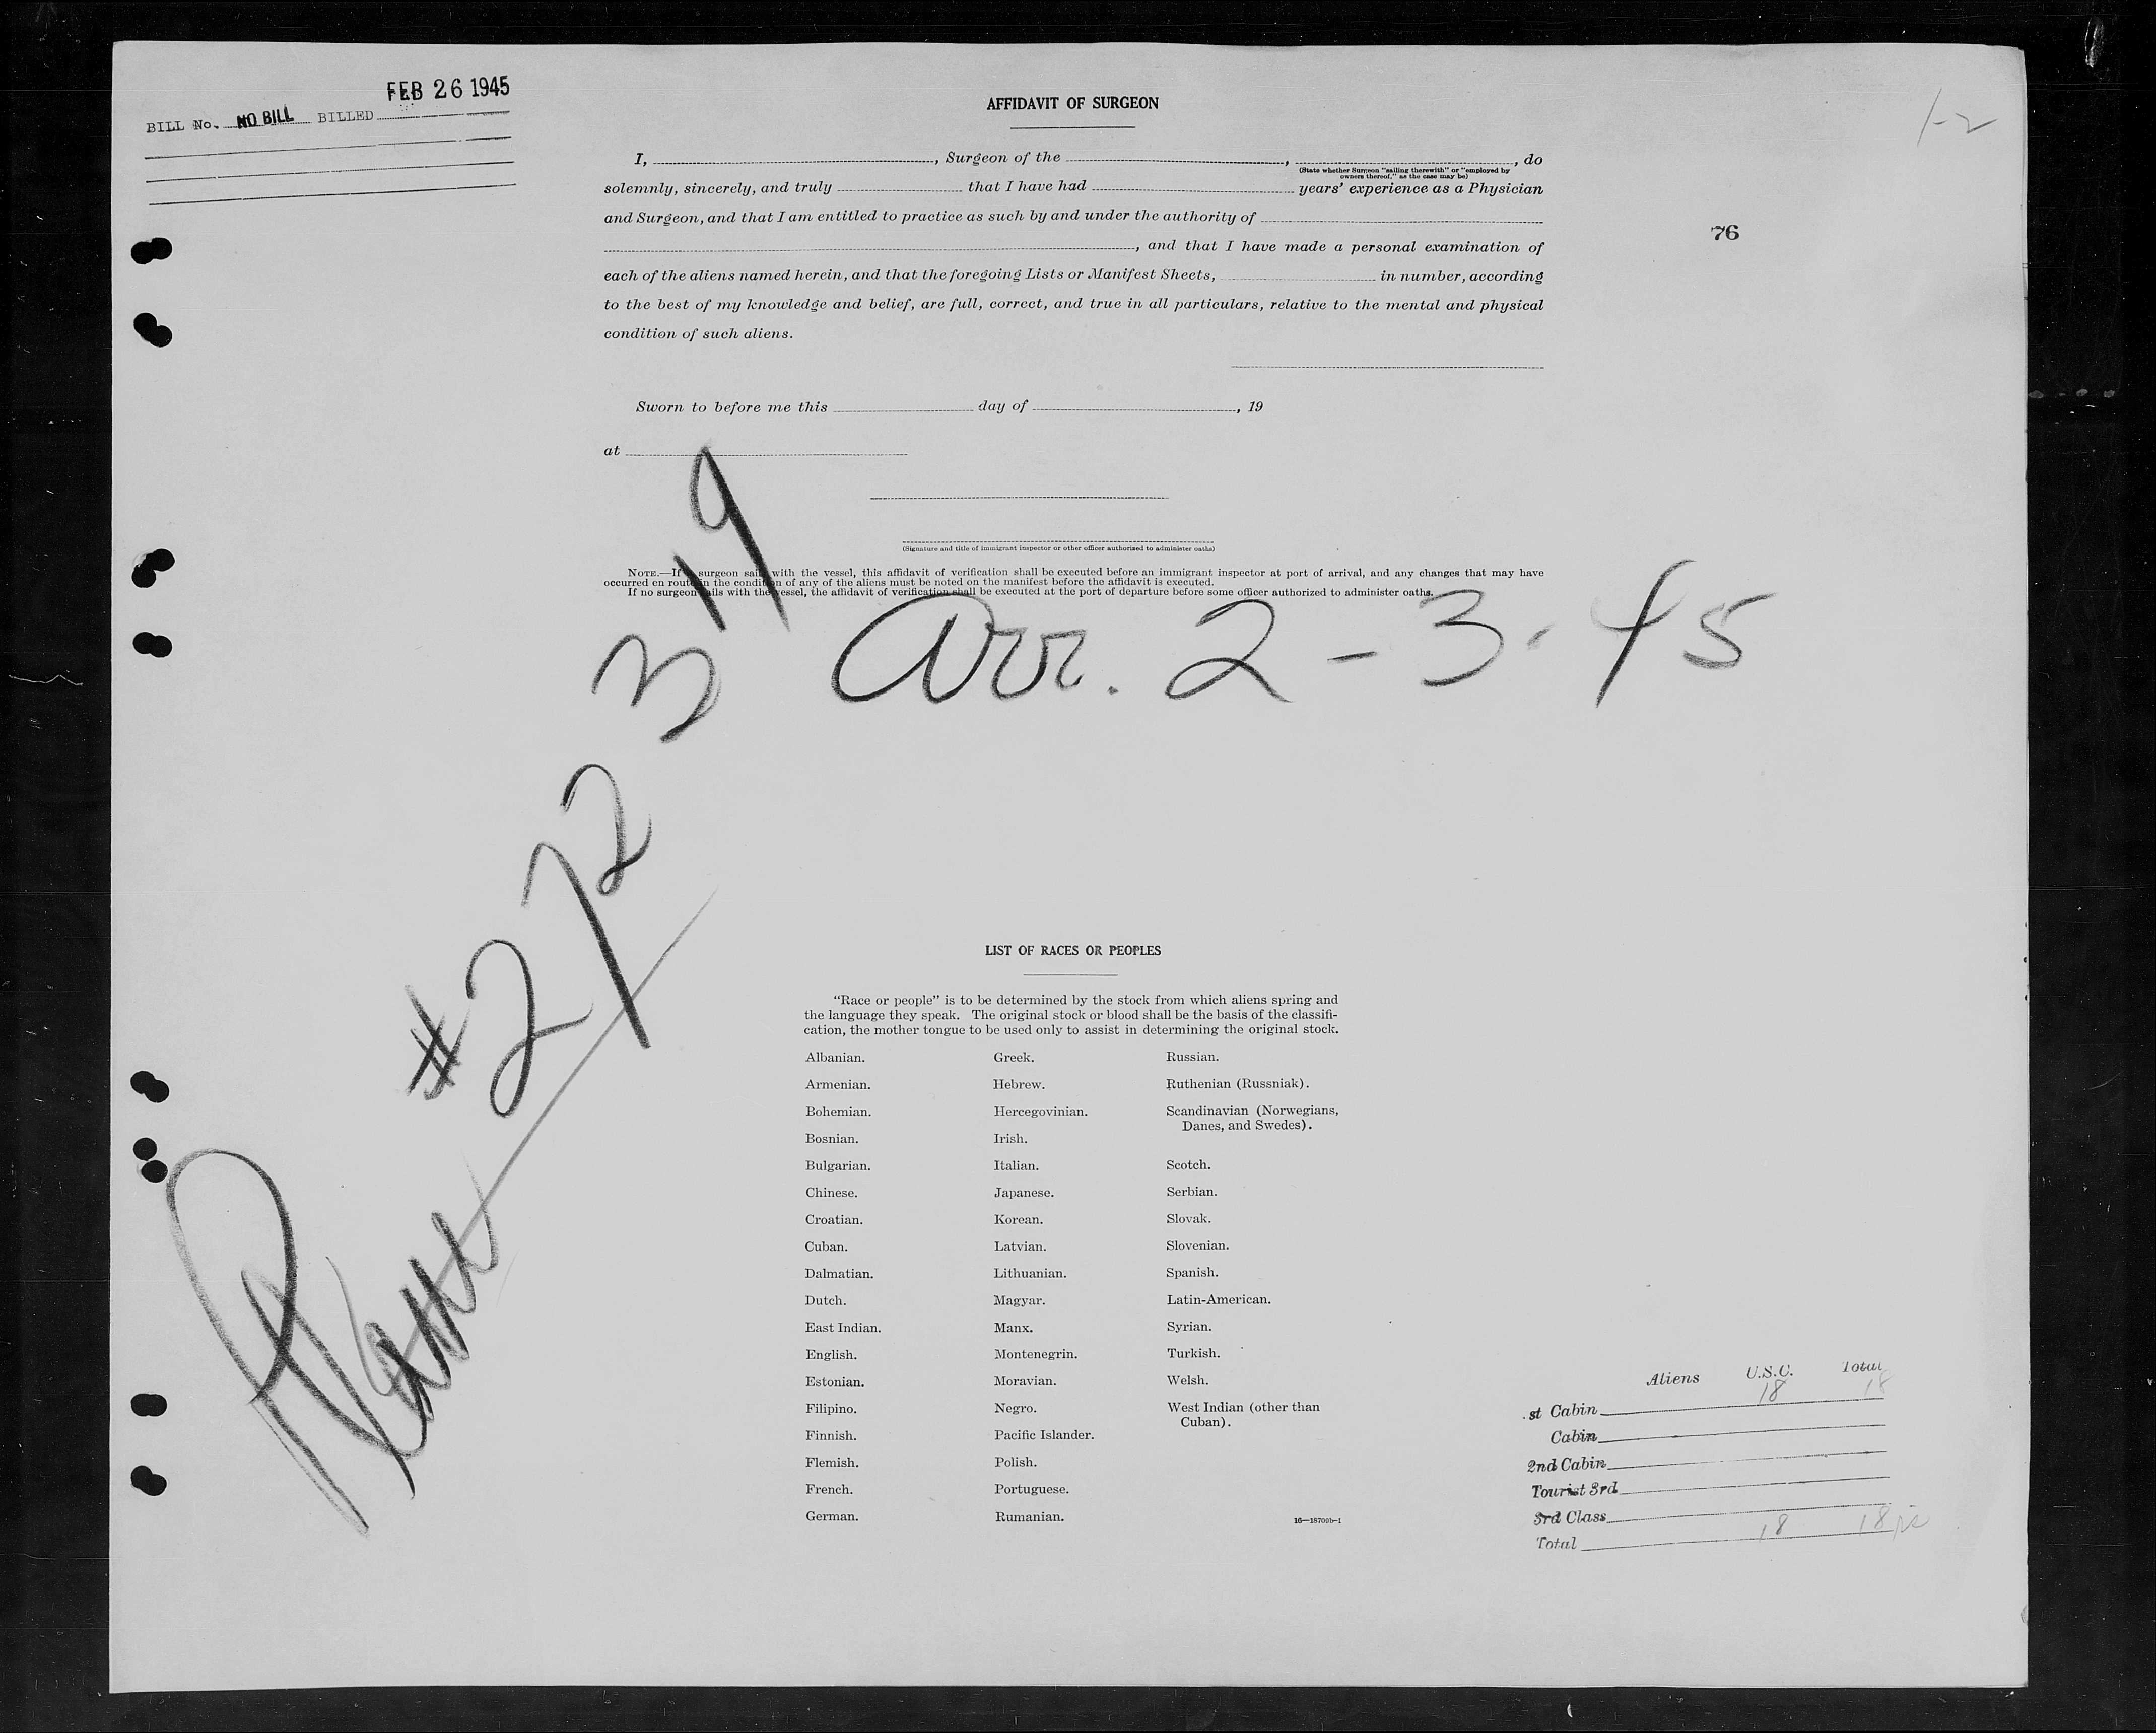 FEB 26 1945
BILL No. NO BILL BILLED
AFFIDAVIT OF SURGEON
1-2
I, , Surgeon of the , , do
(State whether Surgeon "sailing therewith" or "employed by
owners thereof," as the case may be)
solemnly, sincerely, and truly that I have had years' experience as a Physician
and Surgeon, and that I am entitled to practice as such by and under the authority of
76
, and that I have made a personal examination of
each of the aliens named herein, and that the foregoing Lists or Manifest Sheets, in number, according
to the best of my knowledge and belief, are full, correct, and true in all particulars, relative to the mental and physical
condition of such aliens.
Sworn to before me this day of , 19
at
(Signature and title of immigrant inspector or other officer authorized to administer oaths)
NOTE.—If a surgeon sails with the vessel, this affidavit of verification shall be executed before an immigrant inspector at port of arrival, and any changes that may have
occurred en route in the condition of any of the aliens must be noted on the manifest before the affidavit is executed.
If no surgeon sails with the vessel, the affidavit of verification shall be executed at the port of departure before some officer authorized to administer oaths.
Arr. 2-3-45
#272 3 19
LIST OF RACES OR PEOPLES
"Race or people" is to be determined by the stock from which aliens spring and
the language they speak. The original stock or blood shall be the basis of the classifi-
cation, the mother tongue to be used only to assist in determining the original stock.
Albanian. Greek. Russian.
Armenian. Hebrew. Ruthenian (Russniak).
Bohemian. Hercegovinian. Scandinavian (Norwegians,
Danes, and Swedes).
Bosnian. Irish.
Bulgarian. Italian. Scotch.
Chinese. Japanese. Serbian.
Croatian. Korean. Slovak.
Cuban. Latvian. Slovenian.
Dalmatian. Lithuanian. Spanish.
Dutch. Magyar. Latin-American.
East Indian. Manx. Syrian.
English. Montenegrin. Turkish.
Estonian. Moravian. Welsh.
Filipino. Negro. West Indian (other than
Cuban).
Finnish. Pacific Islander.
Flemish. Polish.
French. Portuguese.
German. Rumanian.
16—18700b-1
Aliens U.S.C. Total
st Cabin 18 18
Cabin
2nd Cabin
Tourist 3rd
3rd Class
Total 18 18